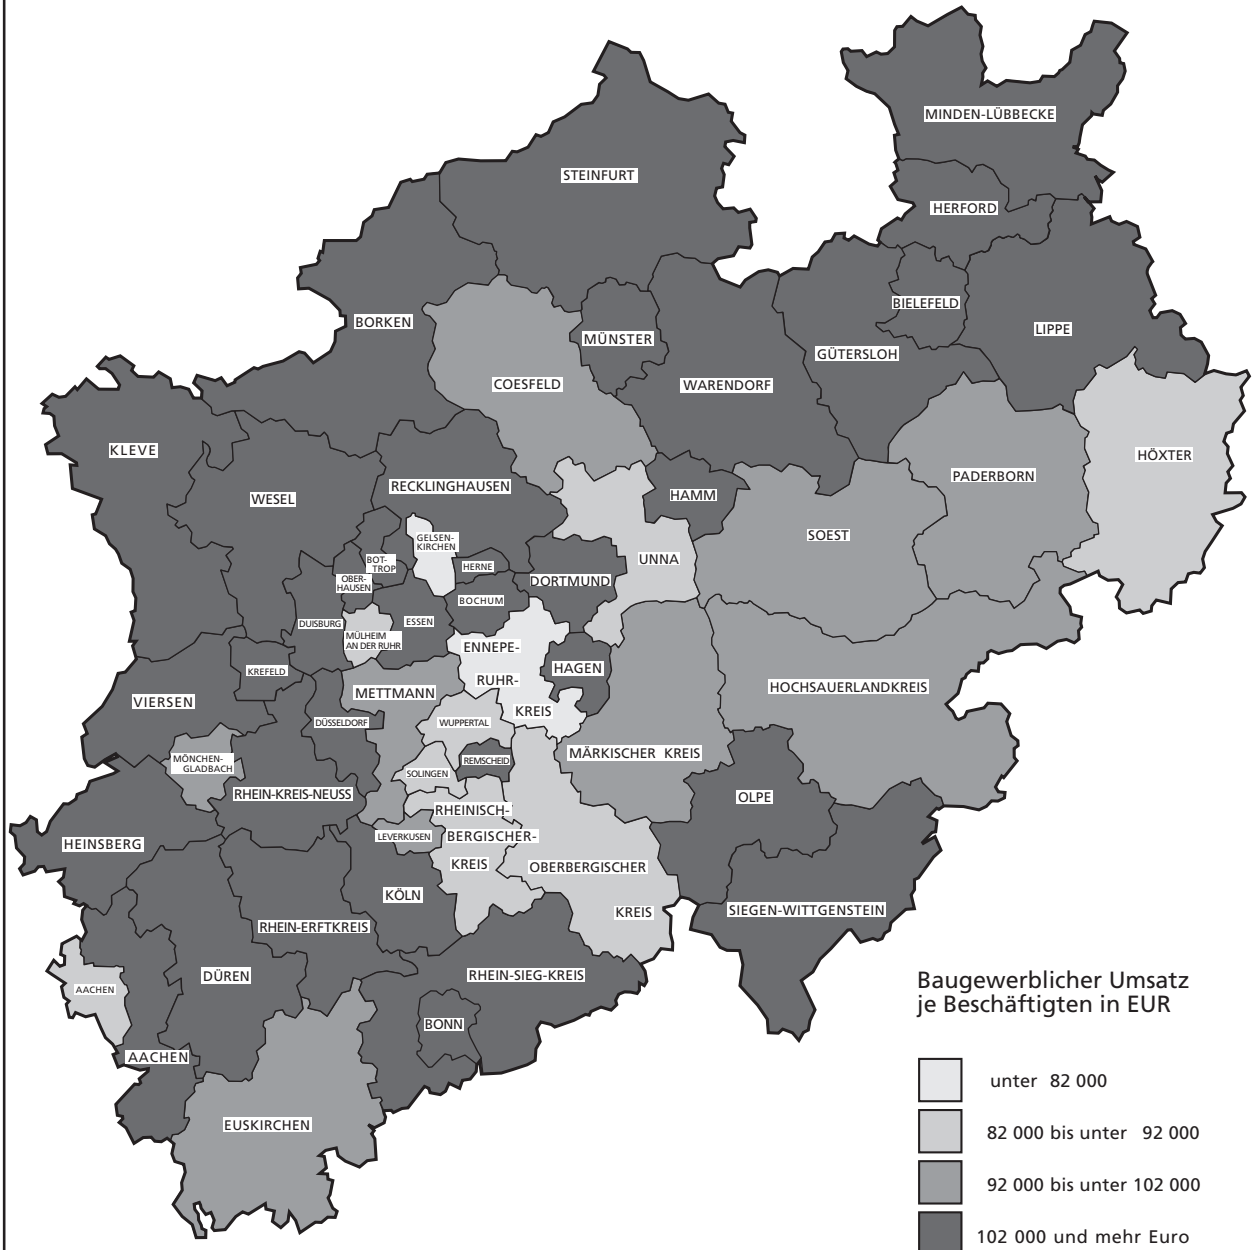 MINDEN-LÜBBECKE
STEINFURT
HERFORD
BIELEFELD
BORKEN
LIPPE
MÜNSTER
GÜTERSLOH
COESFELD
WARENDORF
KLEVE
HÖXTER
PADERBORN
RECKLINGHAUSEN
HAMM
WESEL
SOEST
GELSEN-
KIRCHEN
UNNA
BOT-
TROP
HERNE
OBER-
HAUSEN
DORTMUND
BOCHUM
DUISBURG
ESSEN
MÜLHEIM
AN DER RUHR
ENNEPE-
RUHR-
KREIS
HAGEN
KREFELD
METTMANN
HOCHSAUERLANDKREIS
VIERSEN
DÜSSELDORF
WUPPERTAL
MÄRKISCHER KREIS
MÖNCHEN-
GLADBACH
REMSCHEID
SOLINGEN
RHEIN-KREIS-NEUSS
OLPE
RHEINISCH-
BERGISCHER-
KREIS
LEVERKUSEN
HEINSBERG
OBERBERGISCHER
KREIS
KÖLN
SIEGEN-WITTGENSTEIN
RHEIN-ERFTKREIS
DÜREN
RHEIN-SIEG-KREIS
AACHEN
BONN
AACHEN
EUSKIRCHEN
Baugewerblicher Umsatz
je Beschäftigten in EUR
unter 82 000
82 000 bis unter 92 000
92 000 bis unter 102 000
102 000 und mehr Euro